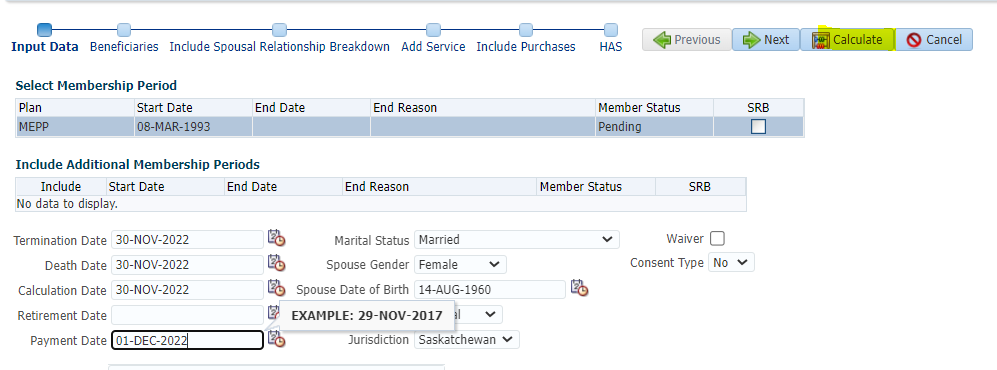 Input Data Beneficiaries Include Spousal Relationship Breakdown Add Service Include Purchases HAS Previous Next Calculate Cancel
Select Membership Period
Plan Start Date End Date End Reason Member Status SRB
MEPP 08-MAR-1993 Pending
Include Additional Membership Periods
Include Start Date End Date End Reason Member Status SRB
No data to display.
Termination Date 30-NOV-2022 Marital Status Married Waiver
Death Date 30-NOV-2022 Spouse Gender Female Consent Type No
Calculation Date 30-NOV-2022 Spouse Date of Birth 14-AUG-1960
Retirement Date EXAMPLE: 29-NOV-2017
Payment Date 01-DEC-2022 Jurisdiction Saskatchewan